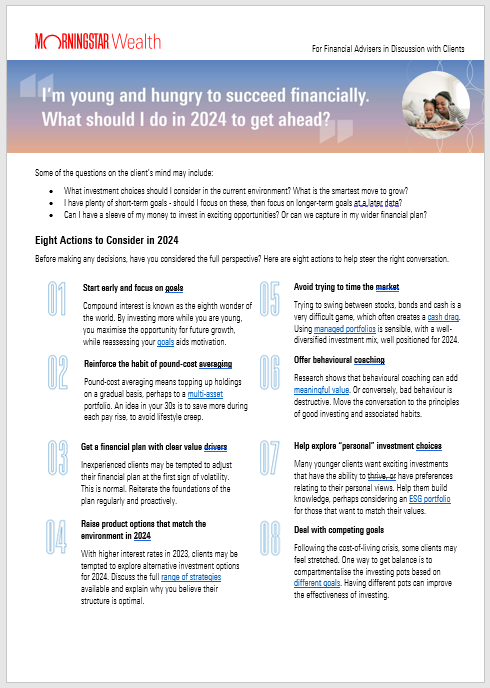 MORNINGSTAR Wealth
For Financial Advisers in Discussion with Clients
I'm young and hungry to succeed financially.
What should I do in 2024 to get ahead?
Some of the questions on the client's mind may include:
• What investment choices should I consider in the current environment? What is the smartest move to grow?
• I have plenty of short-term goals - should I focus on these, then focus on longer-term goals at a later date?
• Can I have a sleeve of my money to invest in exciting opportunities? Or can we capture in my wider financial plan?
Eight Actions to Consider in 2024
Before making any decisions, have you considered the full perspective? Here are eight actions to help steer the right conversation.
01
Start early and focus on goals
Compound interest is known as the eighth wonder of
the world. By investing more while you are young,
you maximise the opportunity for future growth,
while reassessing your goals aids motivation.
02
Reinforce the habit of pound-cost averaging
Pound-cost averaging means topping up holdings
on a gradual basis, perhaps to a multi-asset
portfolio. An idea in your 30s is to save more during
each pay rise, to avoid lifestyle creep.
03
Get a financial plan with clear value drivers
Inexperienced clients may be tempted to adjust
their financial plan at the first sign of volatility.
This is normal. Reiterate the foundations of the
plan regularly and proactively.
04
Raise product options that match the
environment in 2024
With higher interest rates in 2023, clients may be
tempted to explore alternative investment options
for 2024. Discuss the full range of strategies
available and explain why you believe their
structure is optimal.
05
Avoid trying to time the market
Trying to swing between stocks, bonds and cash is a
very difficult game, which often creates a cash drag.
Using managed portfolios is sensible, with a well-
diversified investment mix, well positioned for 2024.
06
Offer behavioural coaching
Research shows that behavioural coaching can add
meaningful value. Or conversely, bad behaviour is
destructive. Move the conversation to the principles
of good investing and associated habits.
07
Help explore "personal" investment choices
Many younger clients want exciting investments
that have the ability to thrive, or have preferences
relating to their personal views. Help them build
knowledge, perhaps considering an ESG portfolio
for those that want to match their values.
08
Deal with competing goals
Following the cost-of-living crisis, some clients may
feel stretched. One way to get balance is to
compartmentalise the investing pots based on
different goals. Having different pots can improve
the effectiveness of investing.